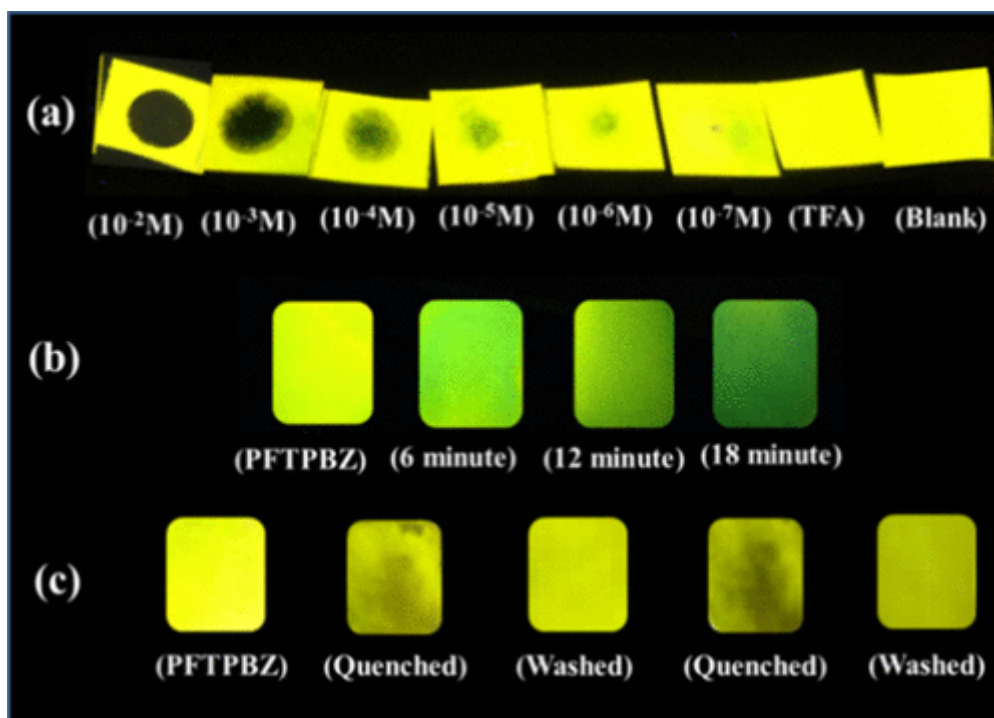 (a)
(10⁻²M) (10⁻³M) (10⁻⁴M) (10⁻⁵M) (10⁻⁶M) (10⁻⁷M) (TFA) (Blank)
(b)
(PFTPBZ) (6 minute) (12 minute) (18 minute)
(c)
(PFTPBZ) (Quenched) (Washed) (Quenched) (Washed)